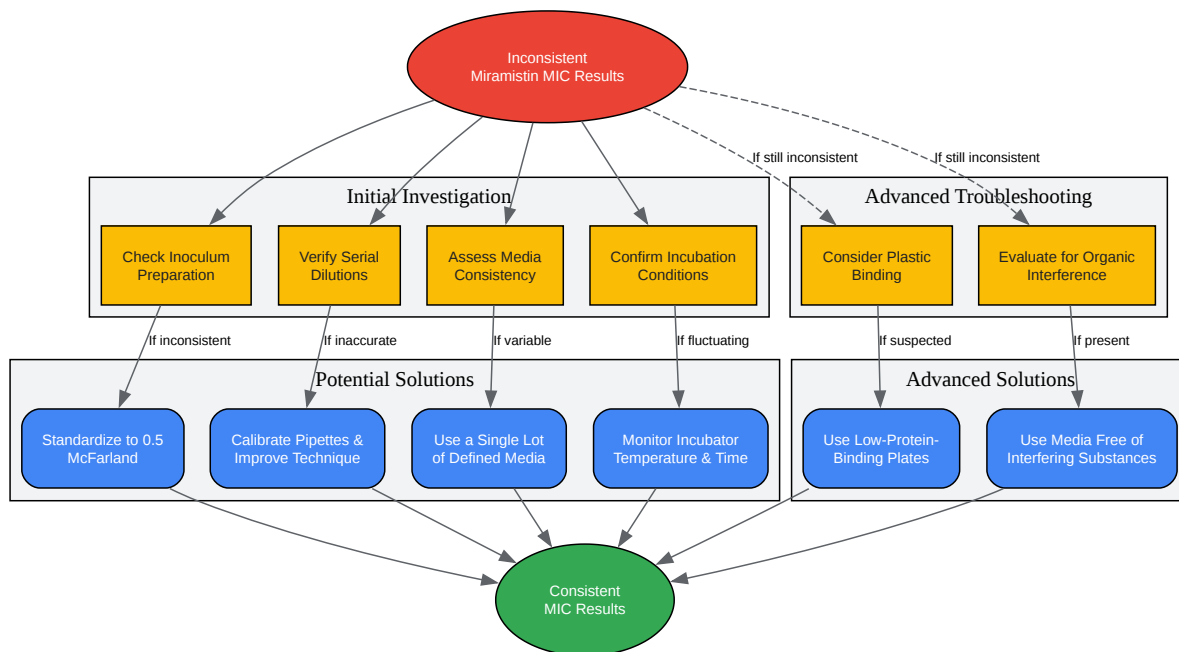 Inconsistent
Miramistin MIC Results
If still inconsistent
If still inconsistent
Initial Investigation
Advanced Troubleshooting
Check Inoculum
Preparation
Verify Serial
Dilutions
Assess Media
Consistency
Confirm Incubation
Conditions
Consider Plastic
Binding
Evaluate for Organic
Interference
If inconsistent
If inaccurate
If variable
If fluctuating
If suspected
If present
Potential Solutions
Advanced Solutions
Standardize to 0.5
McFarland
Calibrate Pipettes &
Improve Technique
Use a Single Lot
of Defined Media
Monitor Incubator
Temperature & Time
Use Low-Protein-
Binding Plates
Use Media Free of
Interfering Substances
Consistent
MIC Results